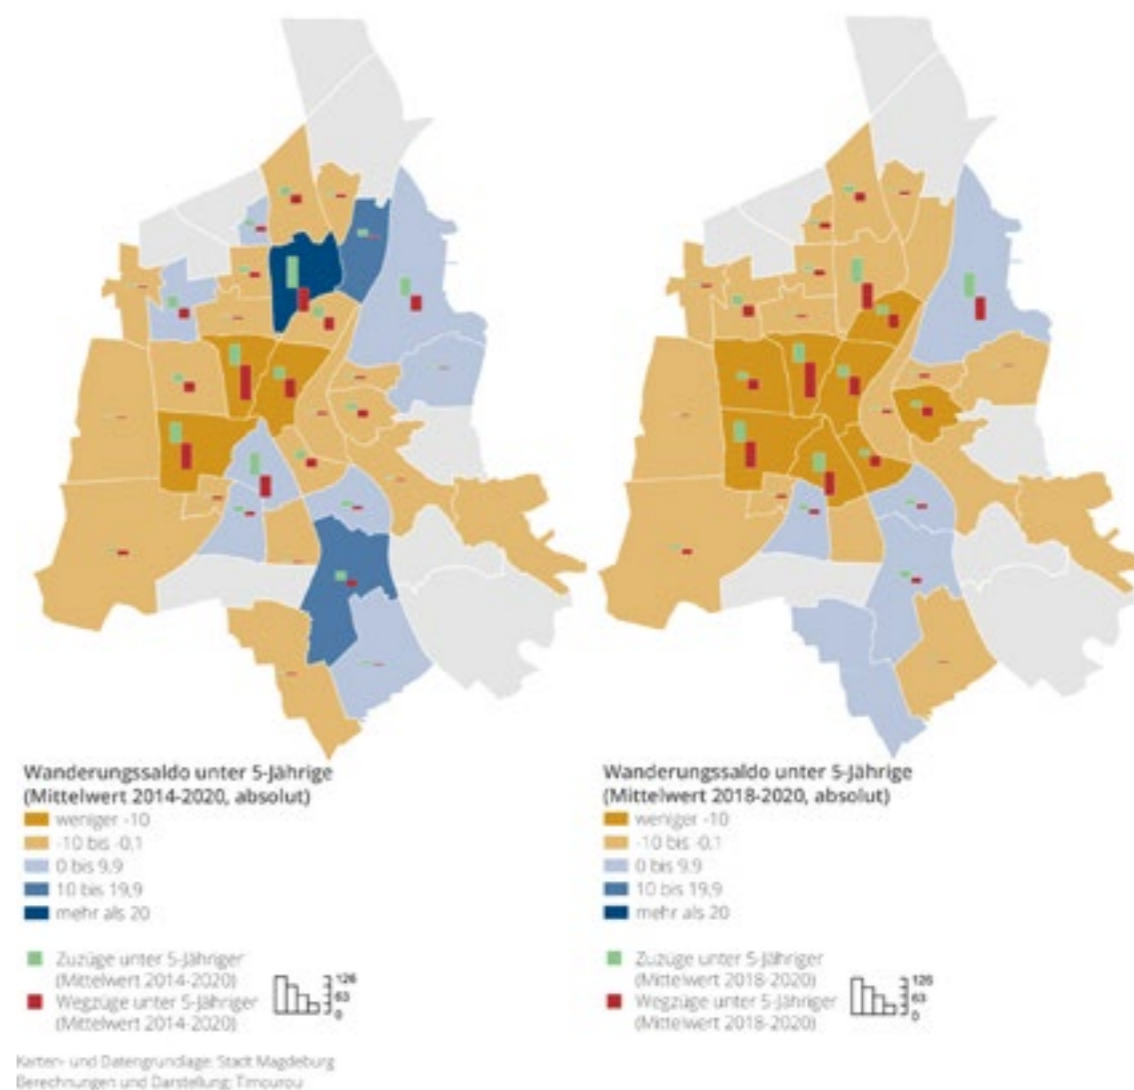 Wanderungssaldo unter 5-Jährige
(Mittelwert 2014-2020, absolut)
weniger -10
-10 bis -0,1
0 bis 9,9
10 bis 19,9
mehr als 20
Zuzüge unter 5-Jähriger
(Mittelwert 2014-2020)
Wegzüge unter 5-Jähriger
(Mittelwert 2014-2020)
126
63
0
Wanderungssaldo unter 5-Jährige
(Mittelwert 2018-2020, absolut)
weniger -10
-10 bis -0,1
0 bis 9,9
10 bis 19,9
mehr als 20
Zuzüge unter 5-Jähriger
(Mittelwert 2018-2020)
Wegzüge unter 5-Jähriger
(Mittelwert 2018-2020)
126
63
0
Karten- und Datengrundlage: Stadt Magdeburg
Berechnungen und Darstellung: Timourou